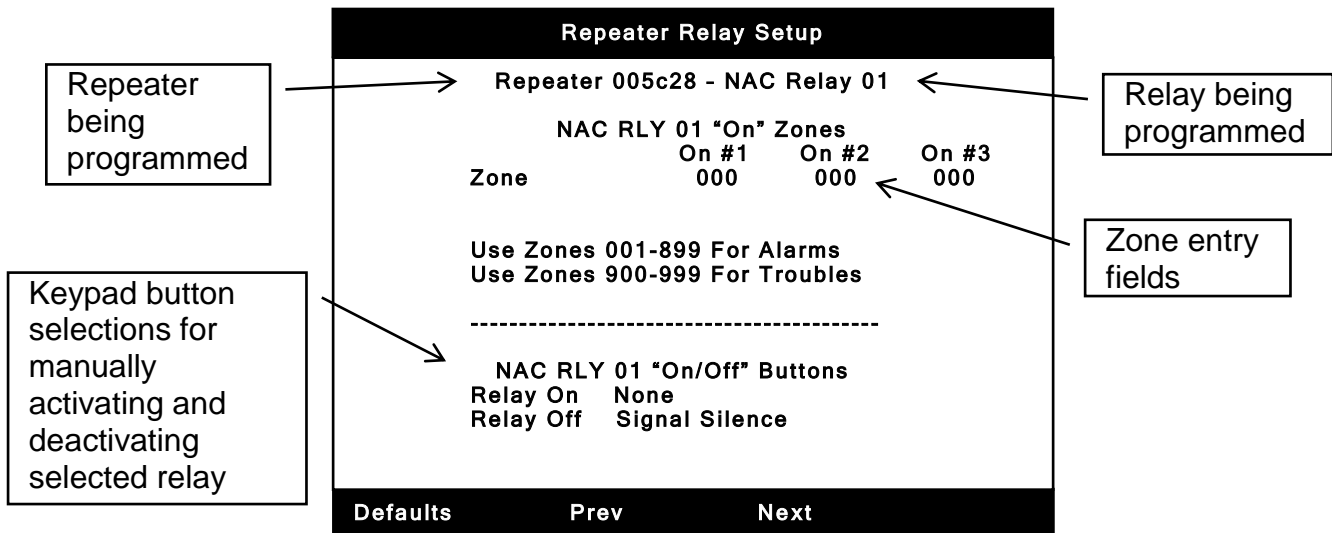 Repeater Relay Setup
Repeater
being
programmed
Repeater 005c28 – NAC Relay 01
Relay being
programmed
NAC RLY 01 “On” Zones
On #1 On #2 On #3
Zone 000 000 000
Zone entry
fields
Use Zones 001-899 For Alarms
Use Zones 900-999 For Troubles
-------------------------------------------
Keypad button
selections for
manually
activating and
deactivating
selected relay
NAC RLY 01 “On/Off” Buttons
Relay On None
Relay Off Signal Silence
Defaults Prev Next